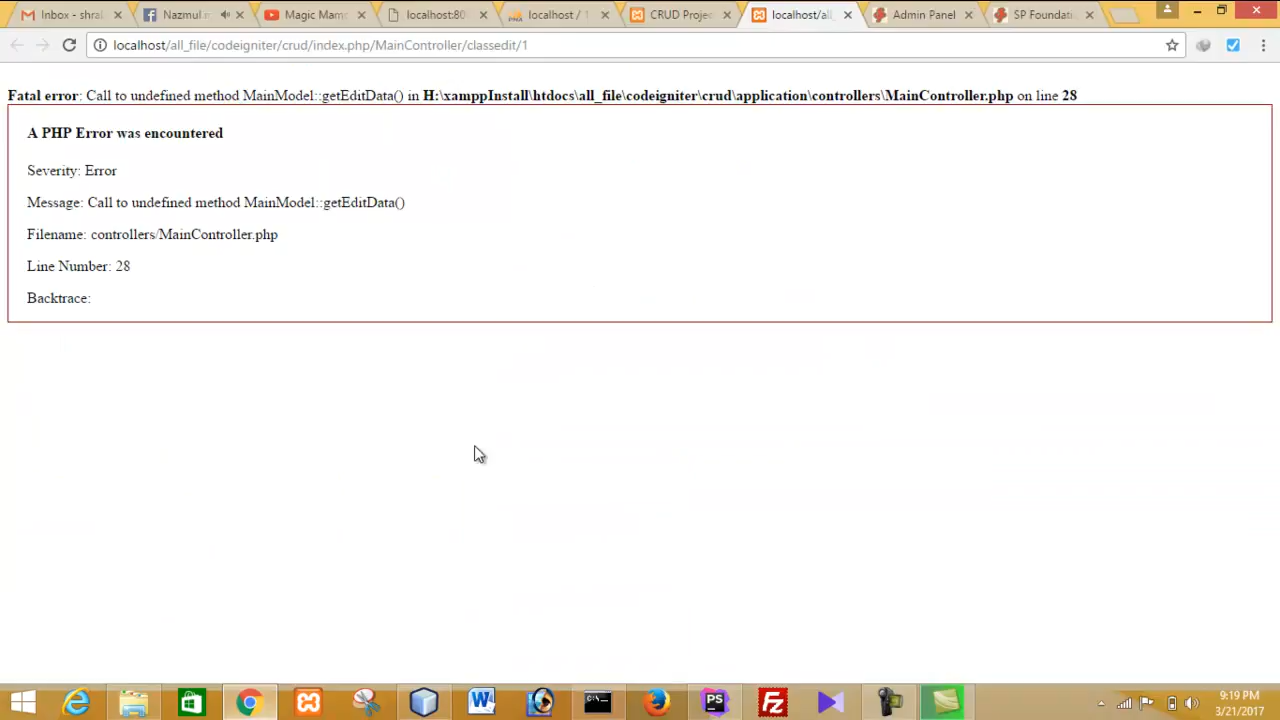 Inbox - shral
Nazmul.n
Magic Mam
localhost:80
localhost / 1
CRUD Projec
localhost/all_
Admin Panel
SP Foundati
localhost/all_file/codeigniter/crud/index.php/MainController/classedit/1
Fatal error: Call to undefined method MainModel::getEditData() in H:\xamppInstall\htdocs\all_file\codeigniter\crud\application\controllers\MainController.php on line 28
A PHP Error was encountered
Severity: Error
Message: Call to undefined method MainModel::getEditData()
Filename: controllers/MainController.php
Line Number: 28
Backtrace:
9:19 PM
3/21/2017